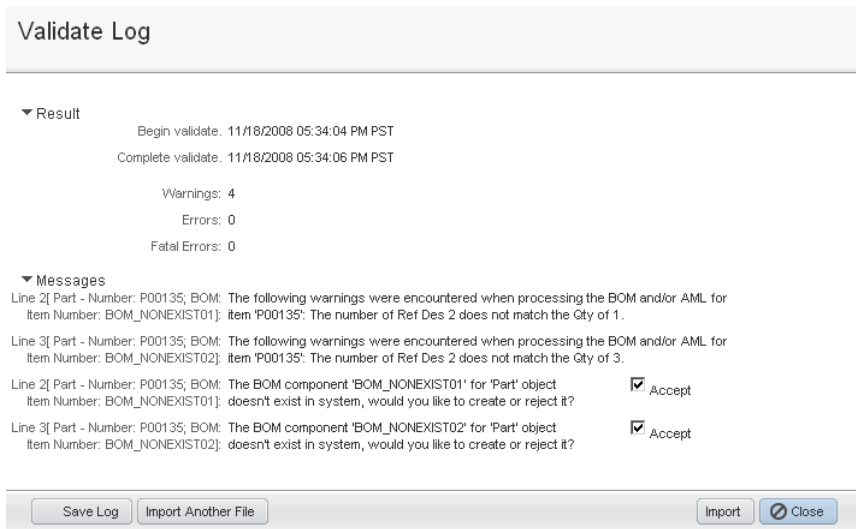 Validate Log
Result
Begin validate. 11/18/2008 05:34:04 PM PST
Complete validate. 11/18/2008 05:34:06 PM PST
Warnings: 4
Errors: 0
Fatal Errors: 0
Messages
Line 2[ Part - Number: P00135; BOM: The following warnings were encountered when processing the BOM and/or AML for
Item Number: BOM_NONEXIST01]: item 'P00135': The number of Ref Des 2 does not match the Qty of 1.
Line 3[ Part - Number: P00135; BOM: The following warnings were encountered when processing the BOM and/or AML for
Item Number: BOM_NONEXIST02]: item 'P00135': The number of Ref Des 2 does not match the Qty of 3.
Line 2[ Part - Number: P00135; BOM: The BOM component 'BOM_NONEXIST01' for 'Part' object Accept
Item Number: BOM_NONEXIST01]: doesn't exist in system, would you like to create or reject it?
Line 3[ Part - Number: P00135; BOM: The BOM component 'BOM_NONEXIST02' for 'Part' object Accept
Item Number: BOM_NONEXIST02]: doesn't exist in system, would you like to create or reject it?
Save Log Import Another File Import Close